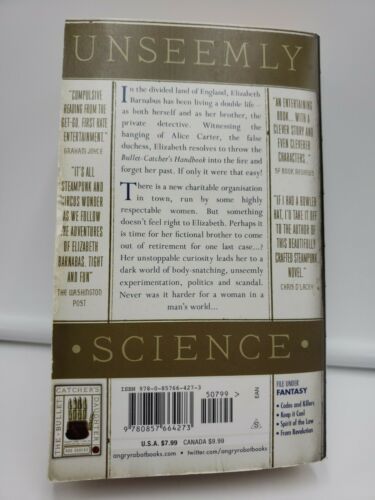 UNSEEMLY
"COMPULSIVE
READING FROM THE
GET-GO, FIRST RATE
ENTERTAINMENT."
GRAHAM JOYCE
"IT'S ALL
STEAMPUNK AND
CIRCUS WONDER
AS WE FOLLOW
THE ADVENTURES
OF ELIZABETH
BARNABAS, TIGHT
AND FUN"
THE WASHINGTON
POST
In the divided land of England, Elizabeth
Barnabus has been living a double life –
as both herself and as her brother, the
private detective. Witnessing the
hanging of Alice Carter, the false
duchess, Elizabeth resolves to throw the
Bullet-Catcher's Handbook into the fire and
forget her past. If only it were that easy!
There is a new charitable organisation
in town, run by some highly
respectable women. But something
doesn't feel right to Elizabeth. Perhaps it
is time for her fictional brother to come
out of retirement for one last case...?
Her unstoppable curiosity leads her to a
dark world of body-snatching, unseemly
experimentation, politics and scandal.
Never was it harder for a woman in a
man's world...
"AN ENTERTAINING
BOOK... WITH A
CLEVER STORY AND
EVEN CLEVERER
CHARACTERS."
SF BOOK REVIEWS
"IF I HAD A BOWLER
HAT, I'D TAKE IT OFF
TO THE AUTHOR OF
THIS BEAUTIFULLY
CRAFTED STEAMPUNK
NOVEL."
CHRIS D'LACEY
· SCIENCE ·
THE BULLET
CATCHER'S
DAUGHTER
ISBN 978-0-85766-427-3
50799 >
EAN
9 780857 664273
U.S.A. $7.99 CANADA $9.99
angryrobotbooks.com • twitter.com/angryrobotbooks
FILE UNDER
FANTASY
• Codes and Killers
• Keep it Cool
• Spirit of the Law
• From Revolution